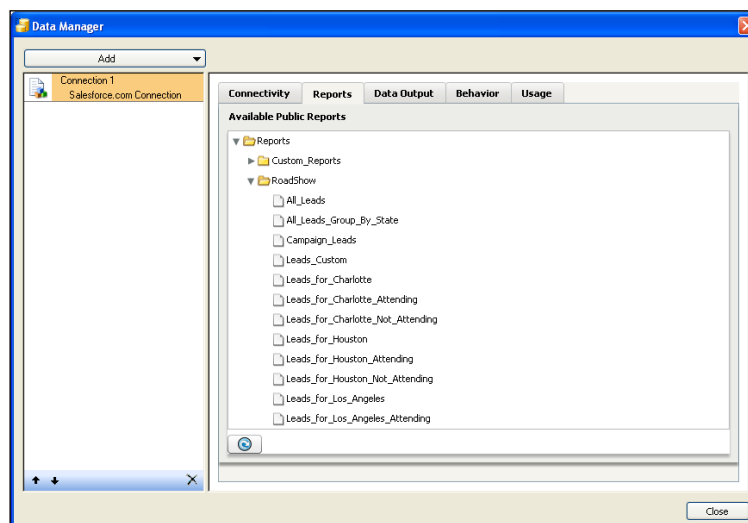 Data Manager
Add
Connection 1
Salesforce.com Connection
Connectivity Reports Data Output Behavior Usage
Available Public Reports
Reports
Custom_Reports
RoadShow
All_Leads
All_Leads_Group_By_State
Campaign_Leads
Leads_Custom
Leads_for_Charlotte
Leads_for_Charlotte_Attending
Leads_for_Charlotte_Not_Attending
Leads_for_Houston
Leads_for_Houston_Attending
Leads_for_Houston_Not_Attending
Leads_for_Los_Angeles
Leads_for_Los_Angeles_Attending
Close